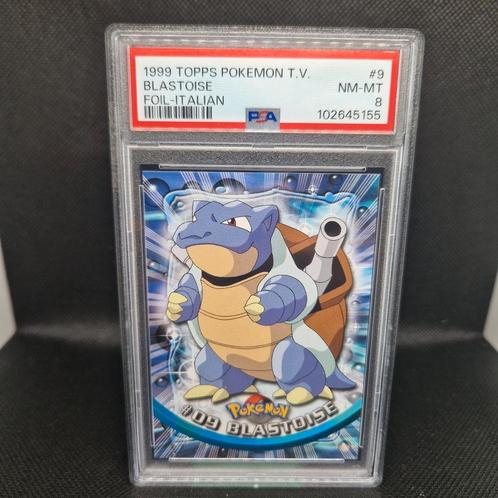 1999 TOPPS POKEMON T.V. #9
BLASTOISE NM-MT
FOIL-ITALIAN 8
PSA 102645155
POKéMON
#09 BLASTOISE